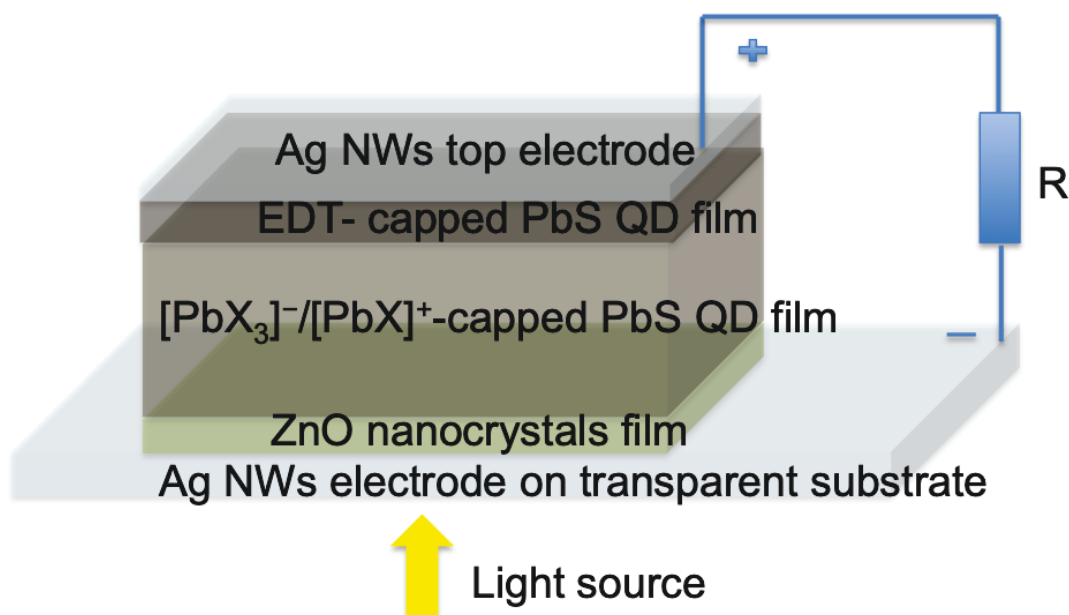 +
Ag NWs top electrode
R
EDT- capped PbS QD film
[PbX₃]⁻/[PbX]⁺-capped PbS QD film
−
ZnO nanocrystals film
Ag NWs electrode on transparent substrate
Light source